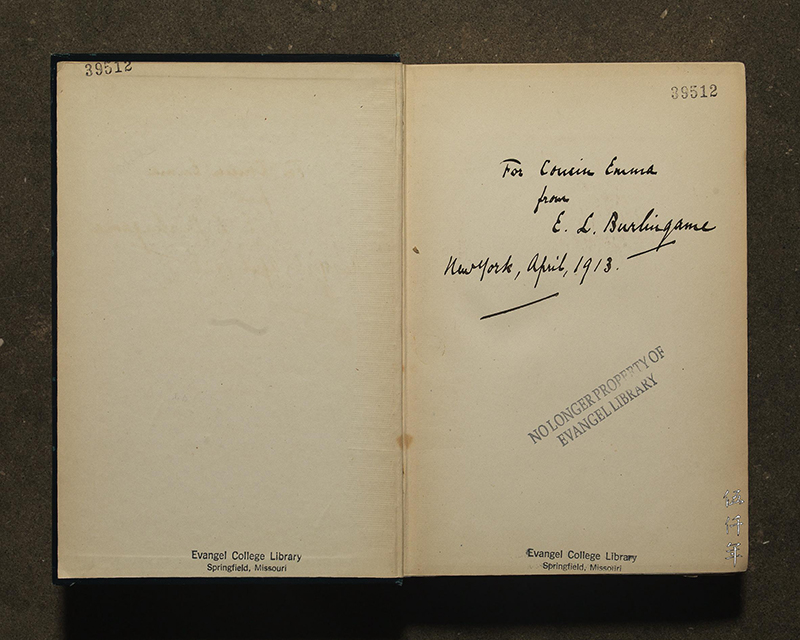 39512
Evangel College Library
Springfield, Missouri
39512
For Cousin Emma
from
E. L. Burlingame
New York, April, 1913.
NO LONGER PROPERTY OF
EVANGEL LIBRARY
Evangel College Library
Springfield, Missouri